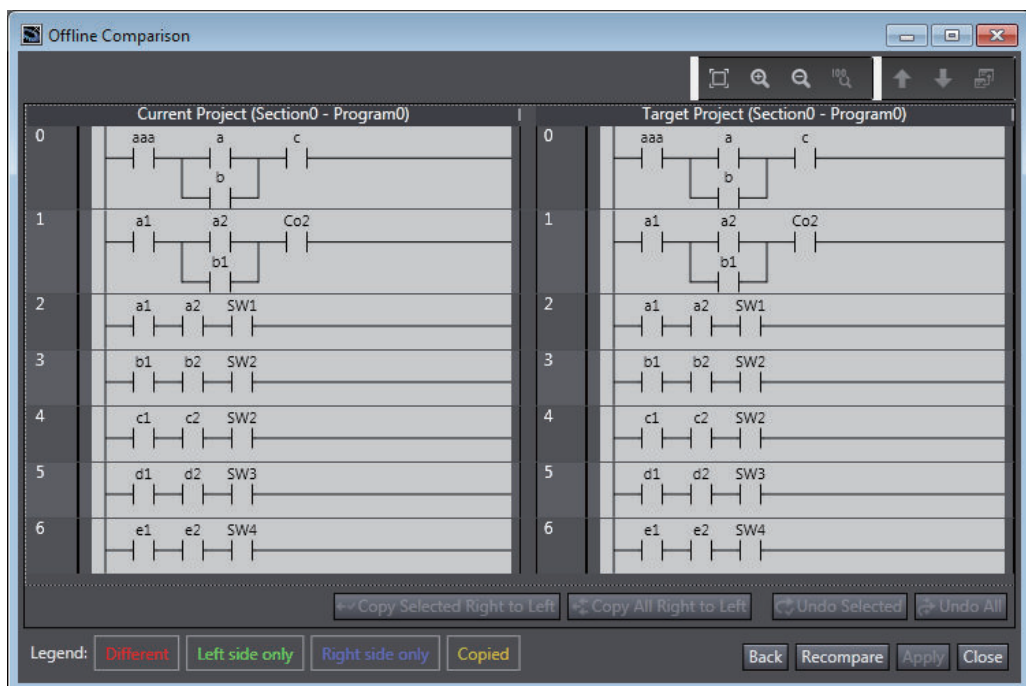 Offline Comparison
100
Current Project (Section0 - Program0)
0
aaa a c
b
1
a1 a2 Co2
b1
2
a1 a2 SW1
3
b1 b2 SW2
4
c1 c2 SW2
5
d1 d2 SW3
6
e1 e2 SW4
Target Project (Section0 - Program0)
0
aaa a c
b
1
a1 a2 Co2
b1
2
a1 a2 SW1
3
b1 b2 SW2
4
c1 c2 SW2
5
d1 d2 SW3
6
e1 e2 SW4
Copy Selected Right to Left Copy All Right to Left Undo Selected Undo All
Legend: Different Left side only Right side only Copied Back Recompare Apply Close